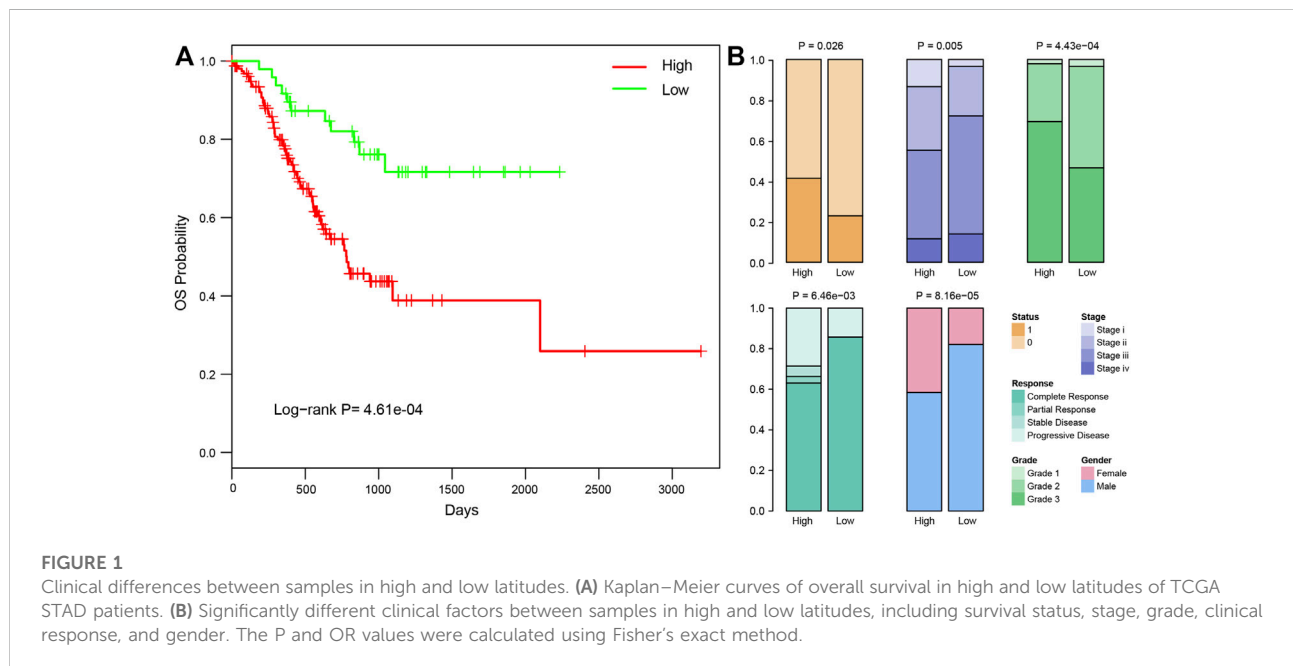 A
High
Low
1.0
0.8
0.6
0.4
0.2
0.0
OS Probability
Log−rank P= 4.61e−04
0
500
1000
1500
2000
2500
3000
Days
B
P = 0.026
P = 0.005
P = 4.43e−04
1.0
0.8
0.6
0.4
0.2
0.0
High Low
High Low
High Low
P = 6.46e−03
P = 8.16e−05
1.0
0.8
0.6
0.4
0.2
0.0
High Low
High Low
Status
1
0
Stage
Stage i
Stage ii
Stage iii
Stage iv
Response
Complete Response
Partial Response
Stable Disease
Progressive Disease
Grade
Grade 1
Grade 2
Grade 3
Gender
Female
Male
FIGURE 1
Clinical differences between samples in high and low latitudes. (A) Kaplan–Meier curves of overall survival in high and low latitudes of TCGA
STAD patients. (B) Significantly different clinical factors between samples in high and low latitudes, including survival status, stage, grade, clinical
response, and gender. The P and OR values were calculated using Fisher's exact method.